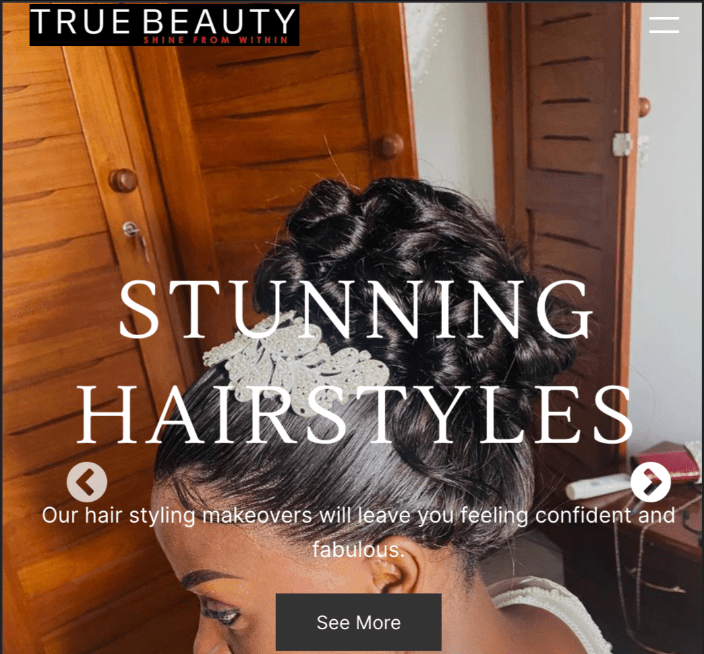 TRUE BEAUTY
SHINE FROM WITHIN
STUNNING
HAIRSTYLES
Our hair styling makeovers will leave you feeling confident and
fabulous.
See More